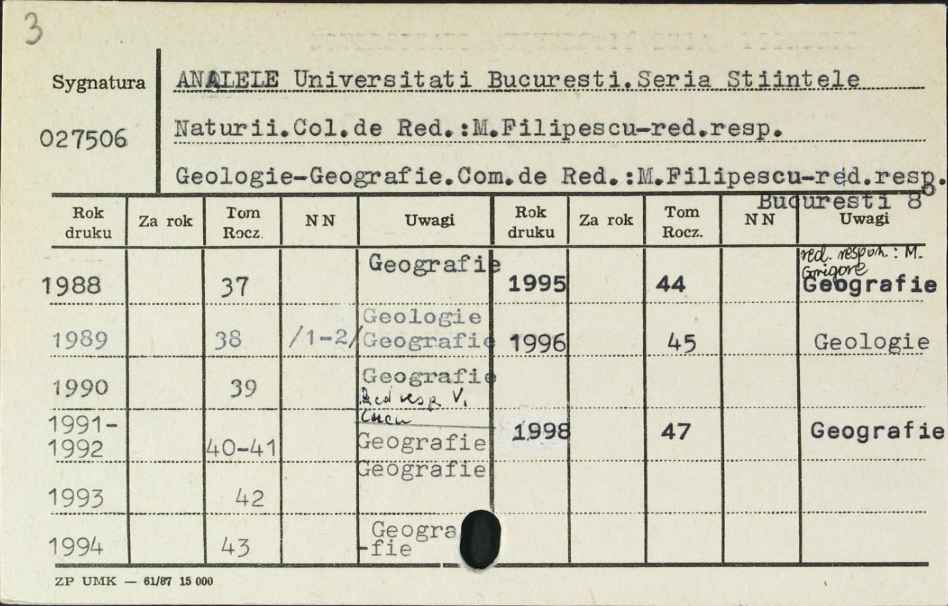 3
Sygnatura
027506
ANALELE Universitati Bucuresti.Seria Stiintele
Naturii.Col.de Red.:M.Filipescu-red.resp.
Geologie-Geografie.Com.de Red.:M.Filipescu-red.resp.
Bucuresti 8
Rok druku Za rok Tom Rocz. NN Uwagi Rok druku Za rok Tom Rocz. NN Uwagi
1988 37 Geografie 1995 44 red. respon.: M. Grigore Geografie
1989 38 /1-2/ Geologie Geografie 1996 45 Geologie
1990 39 Geografie Red resp V. Cucu
1991-1992 40-41 Geografie 1998 47 Geografie
1993 42 Geografie
1994 43 Geogra-fie
ZP UMK — 61/87 15 000